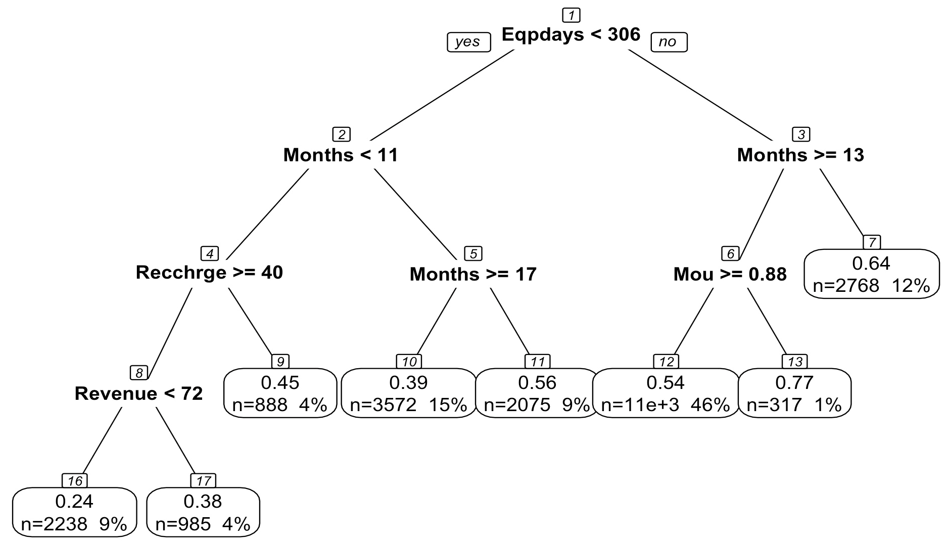 1
Eqpdays < 306
yes
no
2
Months < 11
3
Months >= 13
4
Recchrge >= 40
5
Months >= 17
6
Mou >= 0.88
7
0.64
n=2768 12%
8
Revenue < 72
9
0.45
n=888 4%
10
0.39
n=3572 15%
11
0.56
n=2075 9%
12
0.54
n=11e+3 46%
13
0.77
n=317 1%
16
0.24
n=2238 9%
17
0.38
n=985 4%